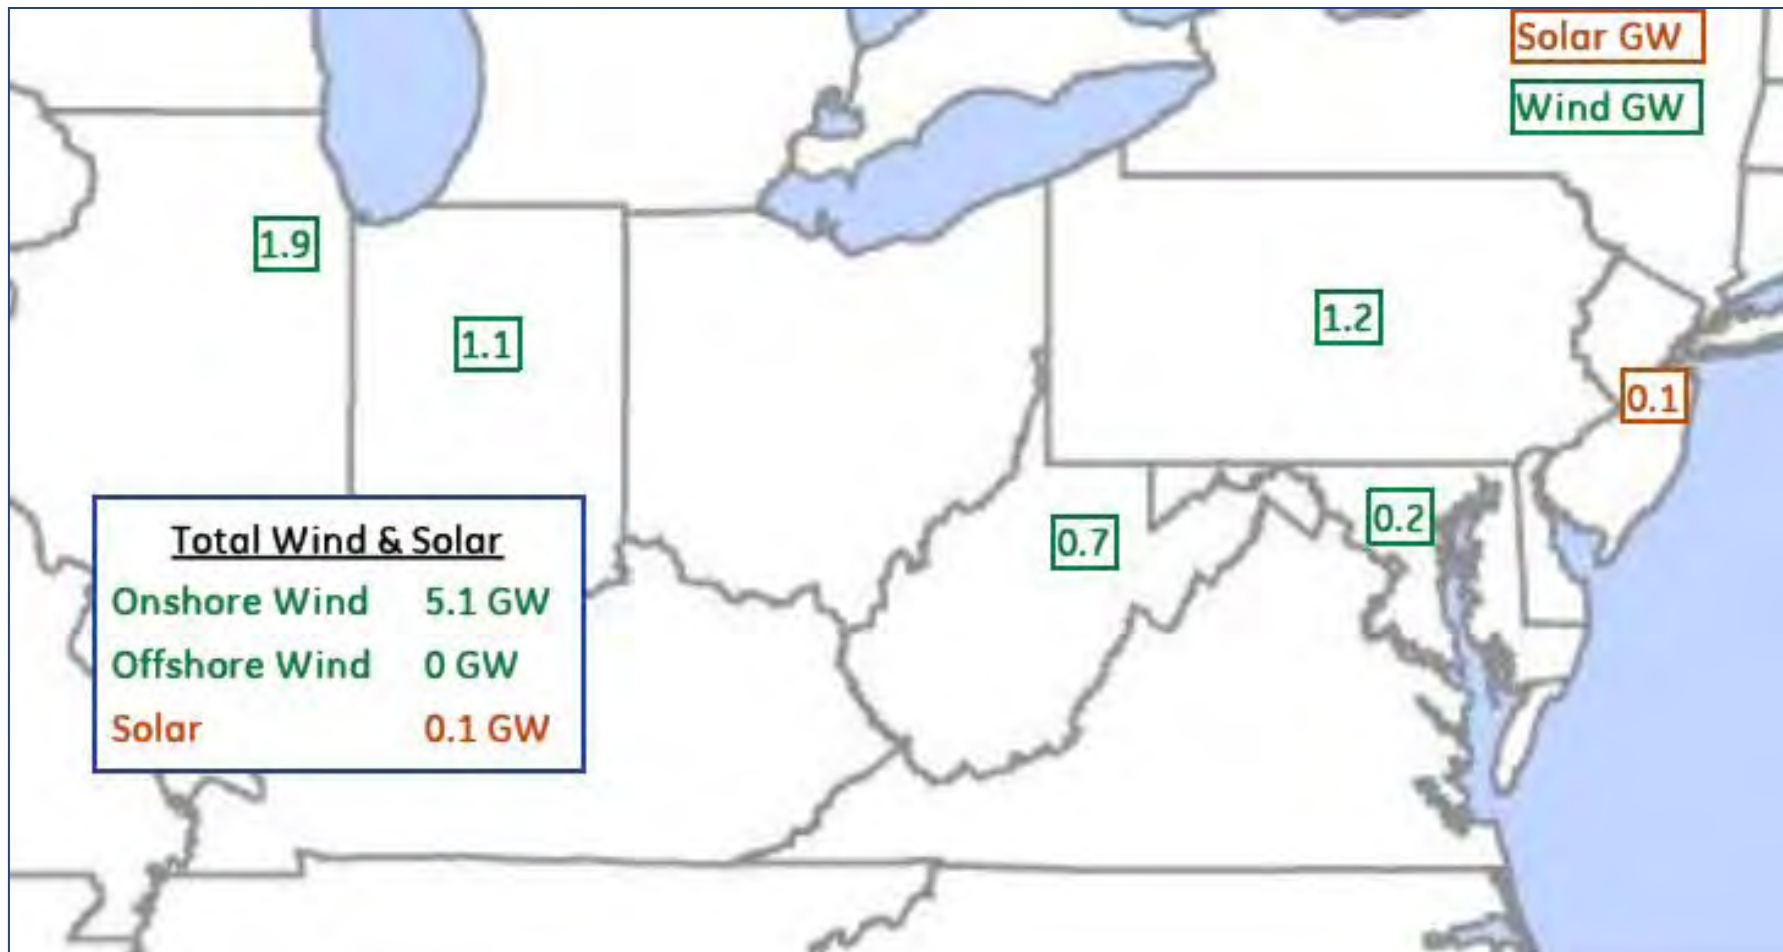 Solar GW
Wind GW
1.9
1.1
1.2
0.1
0.7
0.2
Total Wind & Solar
Onshore Wind 5.1 GW
Offshore Wind 0 GW
Solar 0.1 GW